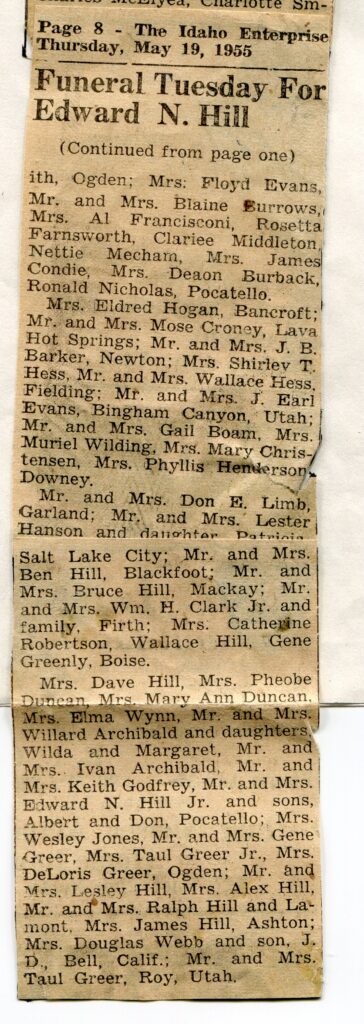 Charles McElyea, Charlotte Sm-
Page 8 - The Idaho Enterprise
Thursday, May 19, 1955
Funeral Tuesday For
Edward N. Hill
(Continued from page one)
ith, Ogden; Mrs. Floyd Evans,
Mr. and Mrs. Blaine Burrows,
Mrs. Al Francisconi, Rosetta
Farnsworth, Clariee Middleton,
Nettie Mecham, Mrs. James
Condie, Mrs. Deaon Burback,
Ronald Nicholas, Pocatello.
Mrs. Eldred Hogan, Bancroft;
Mr. and Mrs. Mose Croney, Lava
Hot Springs; Mr. and Mrs. J. B.
Barker, Newton; Mrs. Shirley T.
Hess, Mr. and Mrs. Wallace Hess,
Fielding; Mr. and Mrs. J. Earl
Evans, Bingham Canyon, Utah;
Mr. and Mrs. Gail Boam, Mrs.
Muriel Wilding, Mrs. Mary Chris-
tensen, Mrs. Phyllis Henderson
Downey.
Mr. and Mrs. Don E. Limb,
Garland; Mr. and Mrs. Lester
Hanson and daughter Patricia,
Salt Lake City; Mr. and Mrs.
Ben Hill, Blackfoot; Mr. and
Mrs. Bruce Hill, Mackay; Mr.
and Mrs. Wm. H. Clark Jr. and
family, Firth; Mrs. Catherine
Robertson, Wallace Hill, Gene
Greenly, Boise.
Mrs. Dave Hill, Mrs. Pheobe
Duncan, Mrs. Mary Ann Duncan,
Mrs. Elma Wynn, Mr. and Mrs.
Willard Archibald and daughters,
Wilda and Margaret, Mr. and
Mrs. Ivan Archibald, Mr. and
Mrs. Keith Godfrey, Mr. and Mrs.
Edward N. Hill Jr. and sons,
Albert and Don, Pocatello; Mrs.
Wesley Jones, Mr. and Mrs. Gene
Greer, Mrs. Taul Greer Jr., Mrs.
DeLoris Greer, Ogden; Mr. and
Mrs. Lesley Hill, Mrs. Alex Hill,
Mr. and Mrs. Ralph Hill and La-
mont, Mrs. James Hill, Ashton;
Mrs. Douglas Webb and son, J.
D., Bell, Calif.; Mr. and Mrs.
Taul Greer, Roy, Utah.